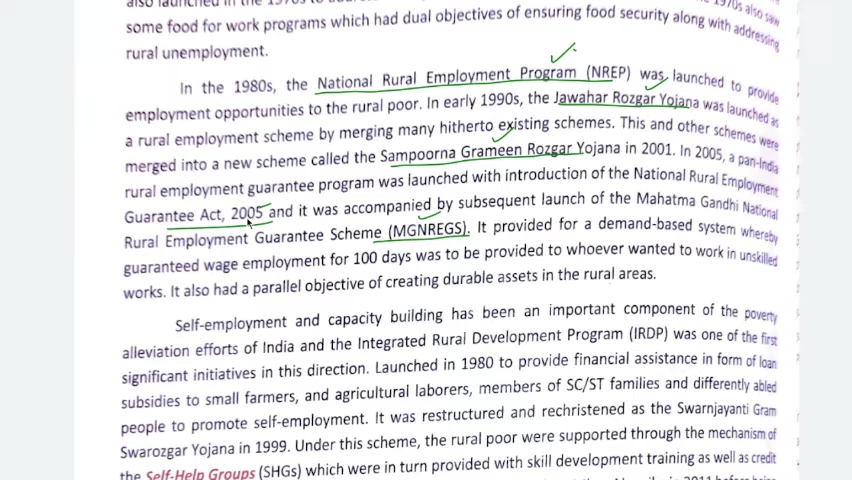 also launched in the 1970s to
1970s also saw
some food for work programs which had dual objectives of ensuring food security along with addressing
rural unemployment.
In the 1980s, the National Rural Employment Program (NREP) was launched to provide
employment opportunities to the rural poor. In early 1990s, the Jawahar Rozgar Yojana was launched as
a rural employment scheme by merging many hitherto existing schemes. This and other schemes were
merged into a new scheme called the Sampoorna Grameen Rozgar Yojana in 2001. In 2005, a pan-India
rural employment guarantee program was launched with introduction of the National Rural Employment
Guarantee Act, 2005 and it was accompanied by subsequent launch of the Mahatma Gandhi National
Rural Employment Guarantee Scheme (MGNREGS). It provided for a demand-based system whereby
guaranteed wage employment for 100 days was to be provided to whoever wanted to work in unskilled
works. It also had a parallel objective of creating durable assets in the rural areas.
Self-employment and capacity building has been an important component of the poverty
alleviation efforts of India and the Integrated Rural Development Program (IRDP) was one of the first
significant initiatives in this direction. Launched in 1980 to provide financial assistance in form of loan
subsidies to small farmers, and agricultural laborers, members of SC/ST families and differently abled
people to promote self-employment. It was restructured and rechristened as the Swarnjayanti Gram
Swarozgar Yojana in 1999. Under this scheme, the rural poor were supported through the mechanism of
the Self-Help Groups (SHGs) which were in turn provided with skill development training as well as credit
in 2011 before being